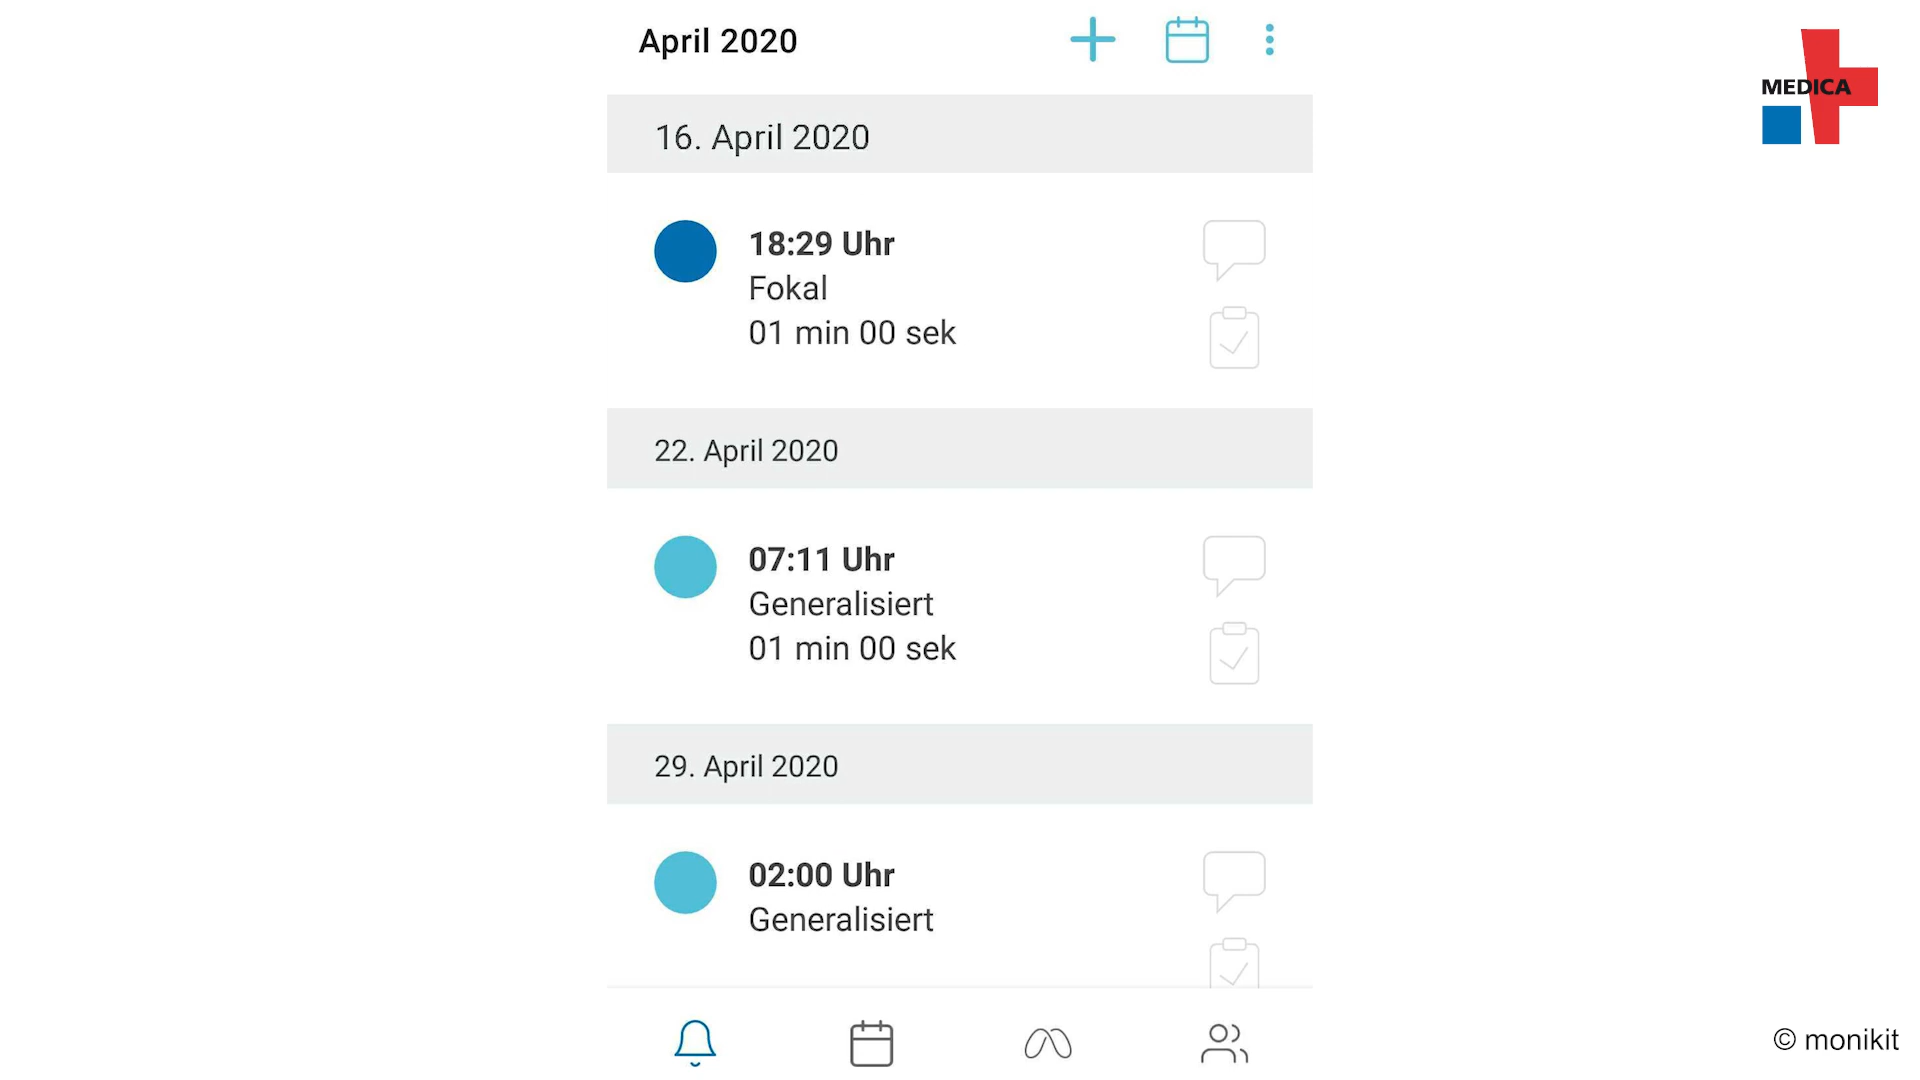 April 2020
MEDICA
16. April 2020
18:29 Uhr
Fokal
01 min 00 sek
22. April 2020
07:11 Uhr
Generalisiert
01 min 00 sek
29. April 2020
02:00 Uhr
Generalisiert
© monikit